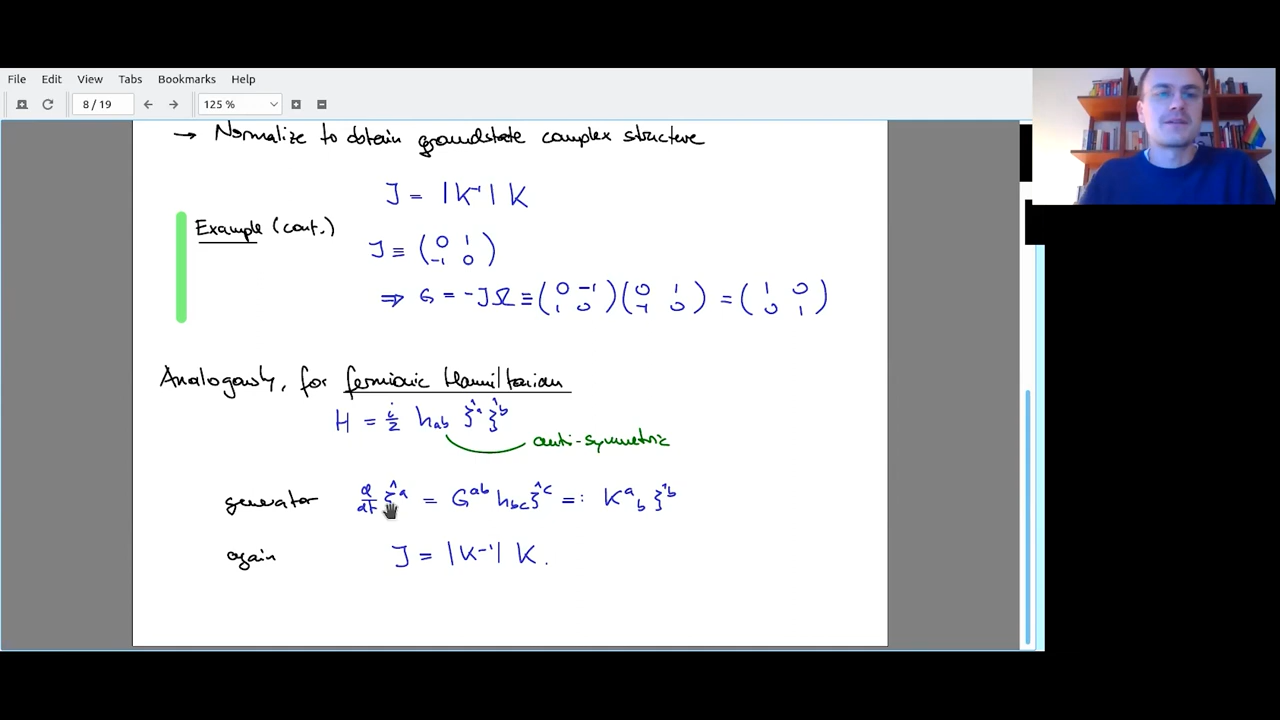 File Edit View Tabs Bookmarks Help
8 / 19 125 %
→ Normalize to obtain groundstate complex structure
J = |K⁻¹| K
Example (cont.)
J ≡ ( 0 1 ; -1 0 )
⇒ G = -JΩ ≡ ( 0 -1 ; 1 0 ) ( 0 1 ; -1 0 ) = ( 1 0 ; 0 1 )
Analogously, for fermionic Hamiltonian
H = i/2 h_ab ξ̂^a ξ̂^b
anti-symmetric
generator d/dt ξ̂^a = G^ab h_bc ξ̂^c =: K^a_b ξ̂^b
again J = |K⁻¹| K.